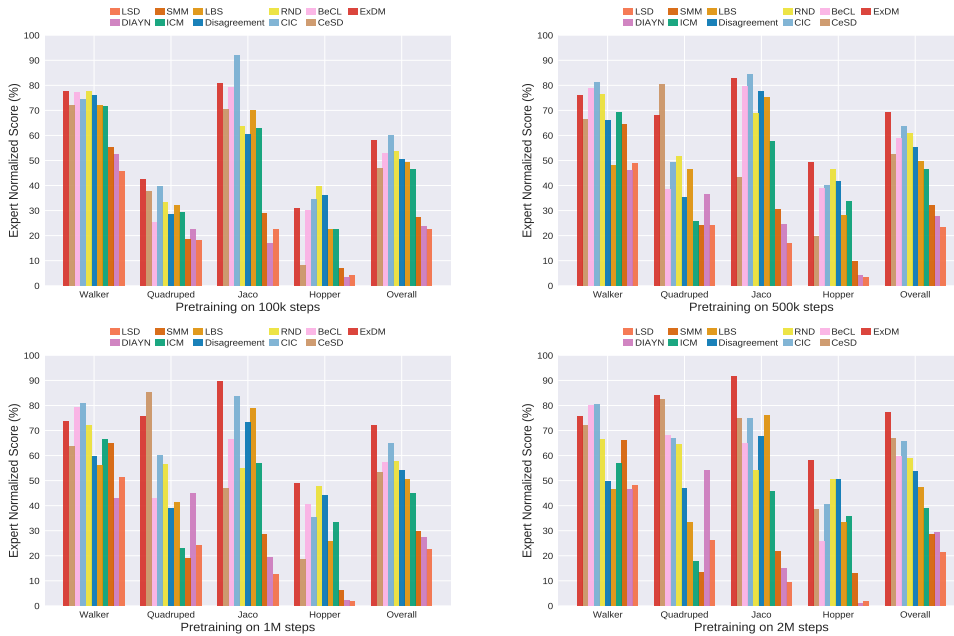 LSD SMM LBS RND BeCL ExDM
DIAYN ICM Disagreement CIC CeSD
Expert Normalized Score (%)
100
90
80
70
60
50
40
30
20
10
0
Walker Quadruped Jaco Hopper Overall
Pretraining on 100k steps
LSD SMM LBS RND BeCL ExDM
DIAYN ICM Disagreement CIC CeSD
Expert Normalized Score (%)
100
90
80
70
60
50
40
30
20
10
0
Walker Quadruped Jaco Hopper Overall
Pretraining on 500k steps
LSD SMM LBS RND BeCL ExDM
DIAYN ICM Disagreement CIC CeSD
Expert Normalized Score (%)
100
90
80
70
60
50
40
30
20
10
0
Walker Quadruped Jaco Hopper Overall
Pretraining on 1M steps
LSD SMM LBS RND BeCL ExDM
DIAYN ICM Disagreement CIC CeSD
Expert Normalized Score (%)
100
90
80
70
60
50
40
30
20
10
0
Walker Quadruped Jaco Hopper Overall
Pretraining on 2M steps